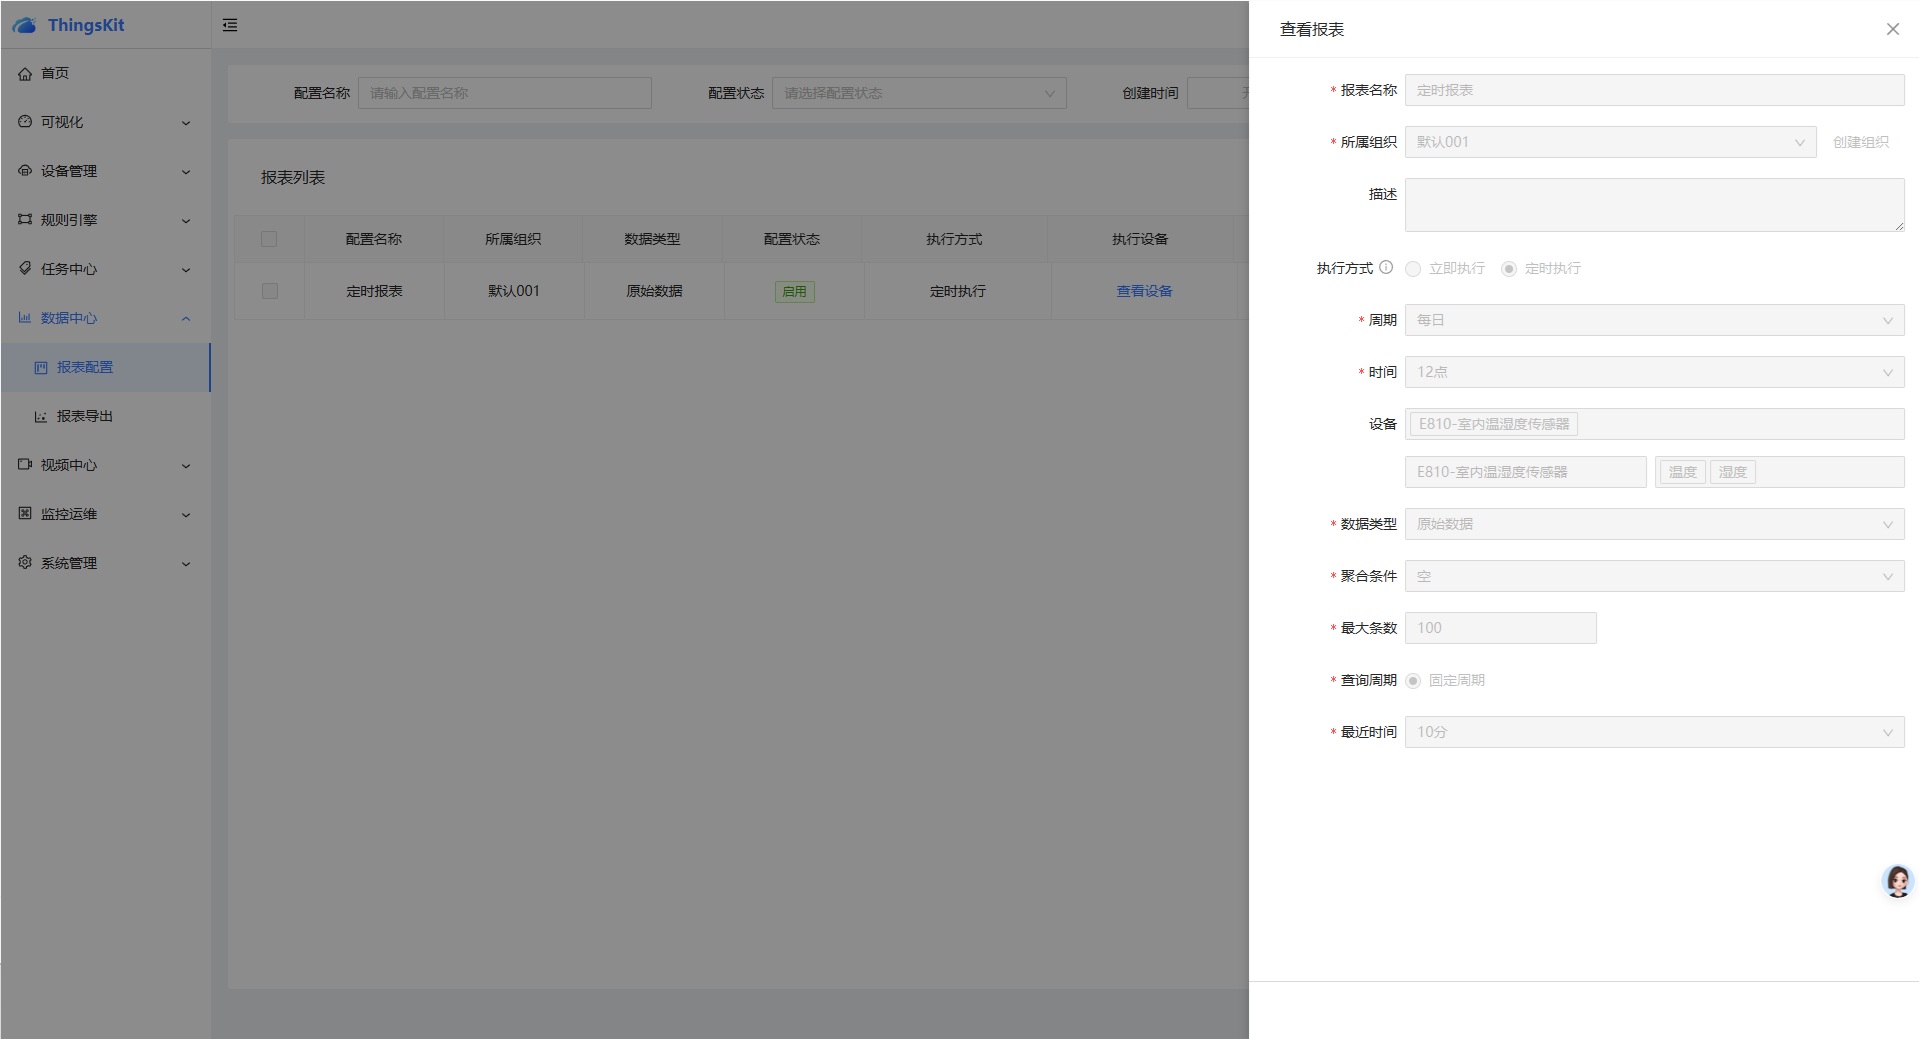 ThingsKit
首页
可视化
设备管理
规则引擎
任务中心
数据中心
报表配置
报表导出
视频中心
监控运维
系统管理
配置名称 请输入配置名称 配置状态 请选择配置状态 创建时间
报表列表
配置名称 所属组织 数据类型 配置状态 执行方式 执行设备
定时报表 默认001 原始数据 启用 定时执行 查看设备
查看报表
* 报表名称 定时报表
* 所属组织 默认001 创建组织
描述
执行方式 立即执行 定时执行
* 周期 每日
* 时间 12点
设备 E810-室内温湿度传感器
E810-室内温湿度传感器 温度 湿度
* 数据类型 原始数据
* 聚合条件 空
* 最大条数 100
* 查询周期 固定周期
* 最近时间 10分